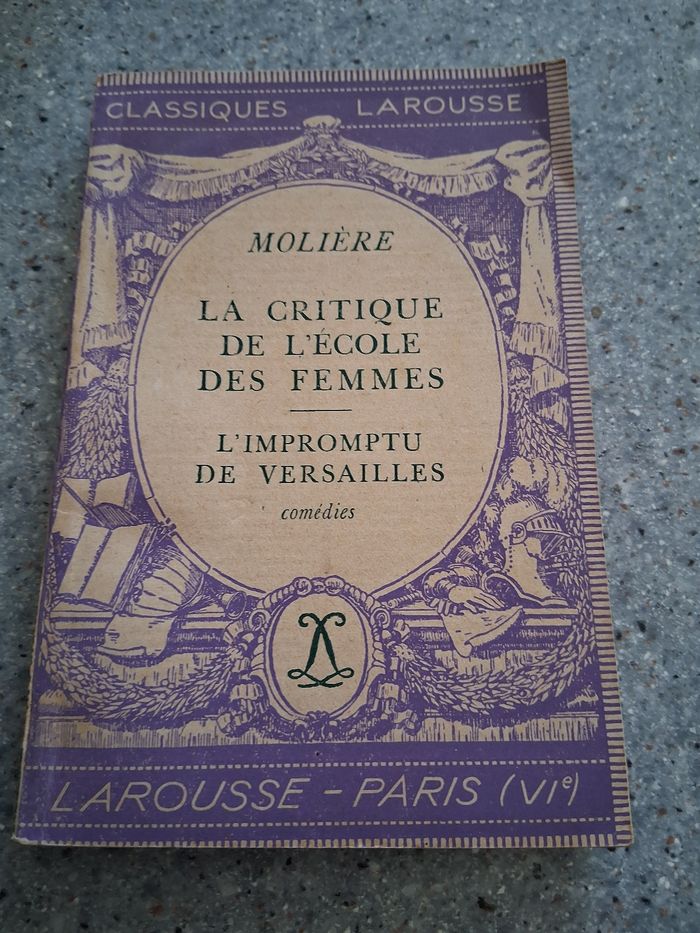 CLASSIQUES LAROUSSE
MOLIÈRE
LA CRITIQUE
DE L'ÉCOLE
DES FEMMES
L'IMPROMPTU
DE VERSAILLES
comédies
LAROUSSE - PARIS (VIe)